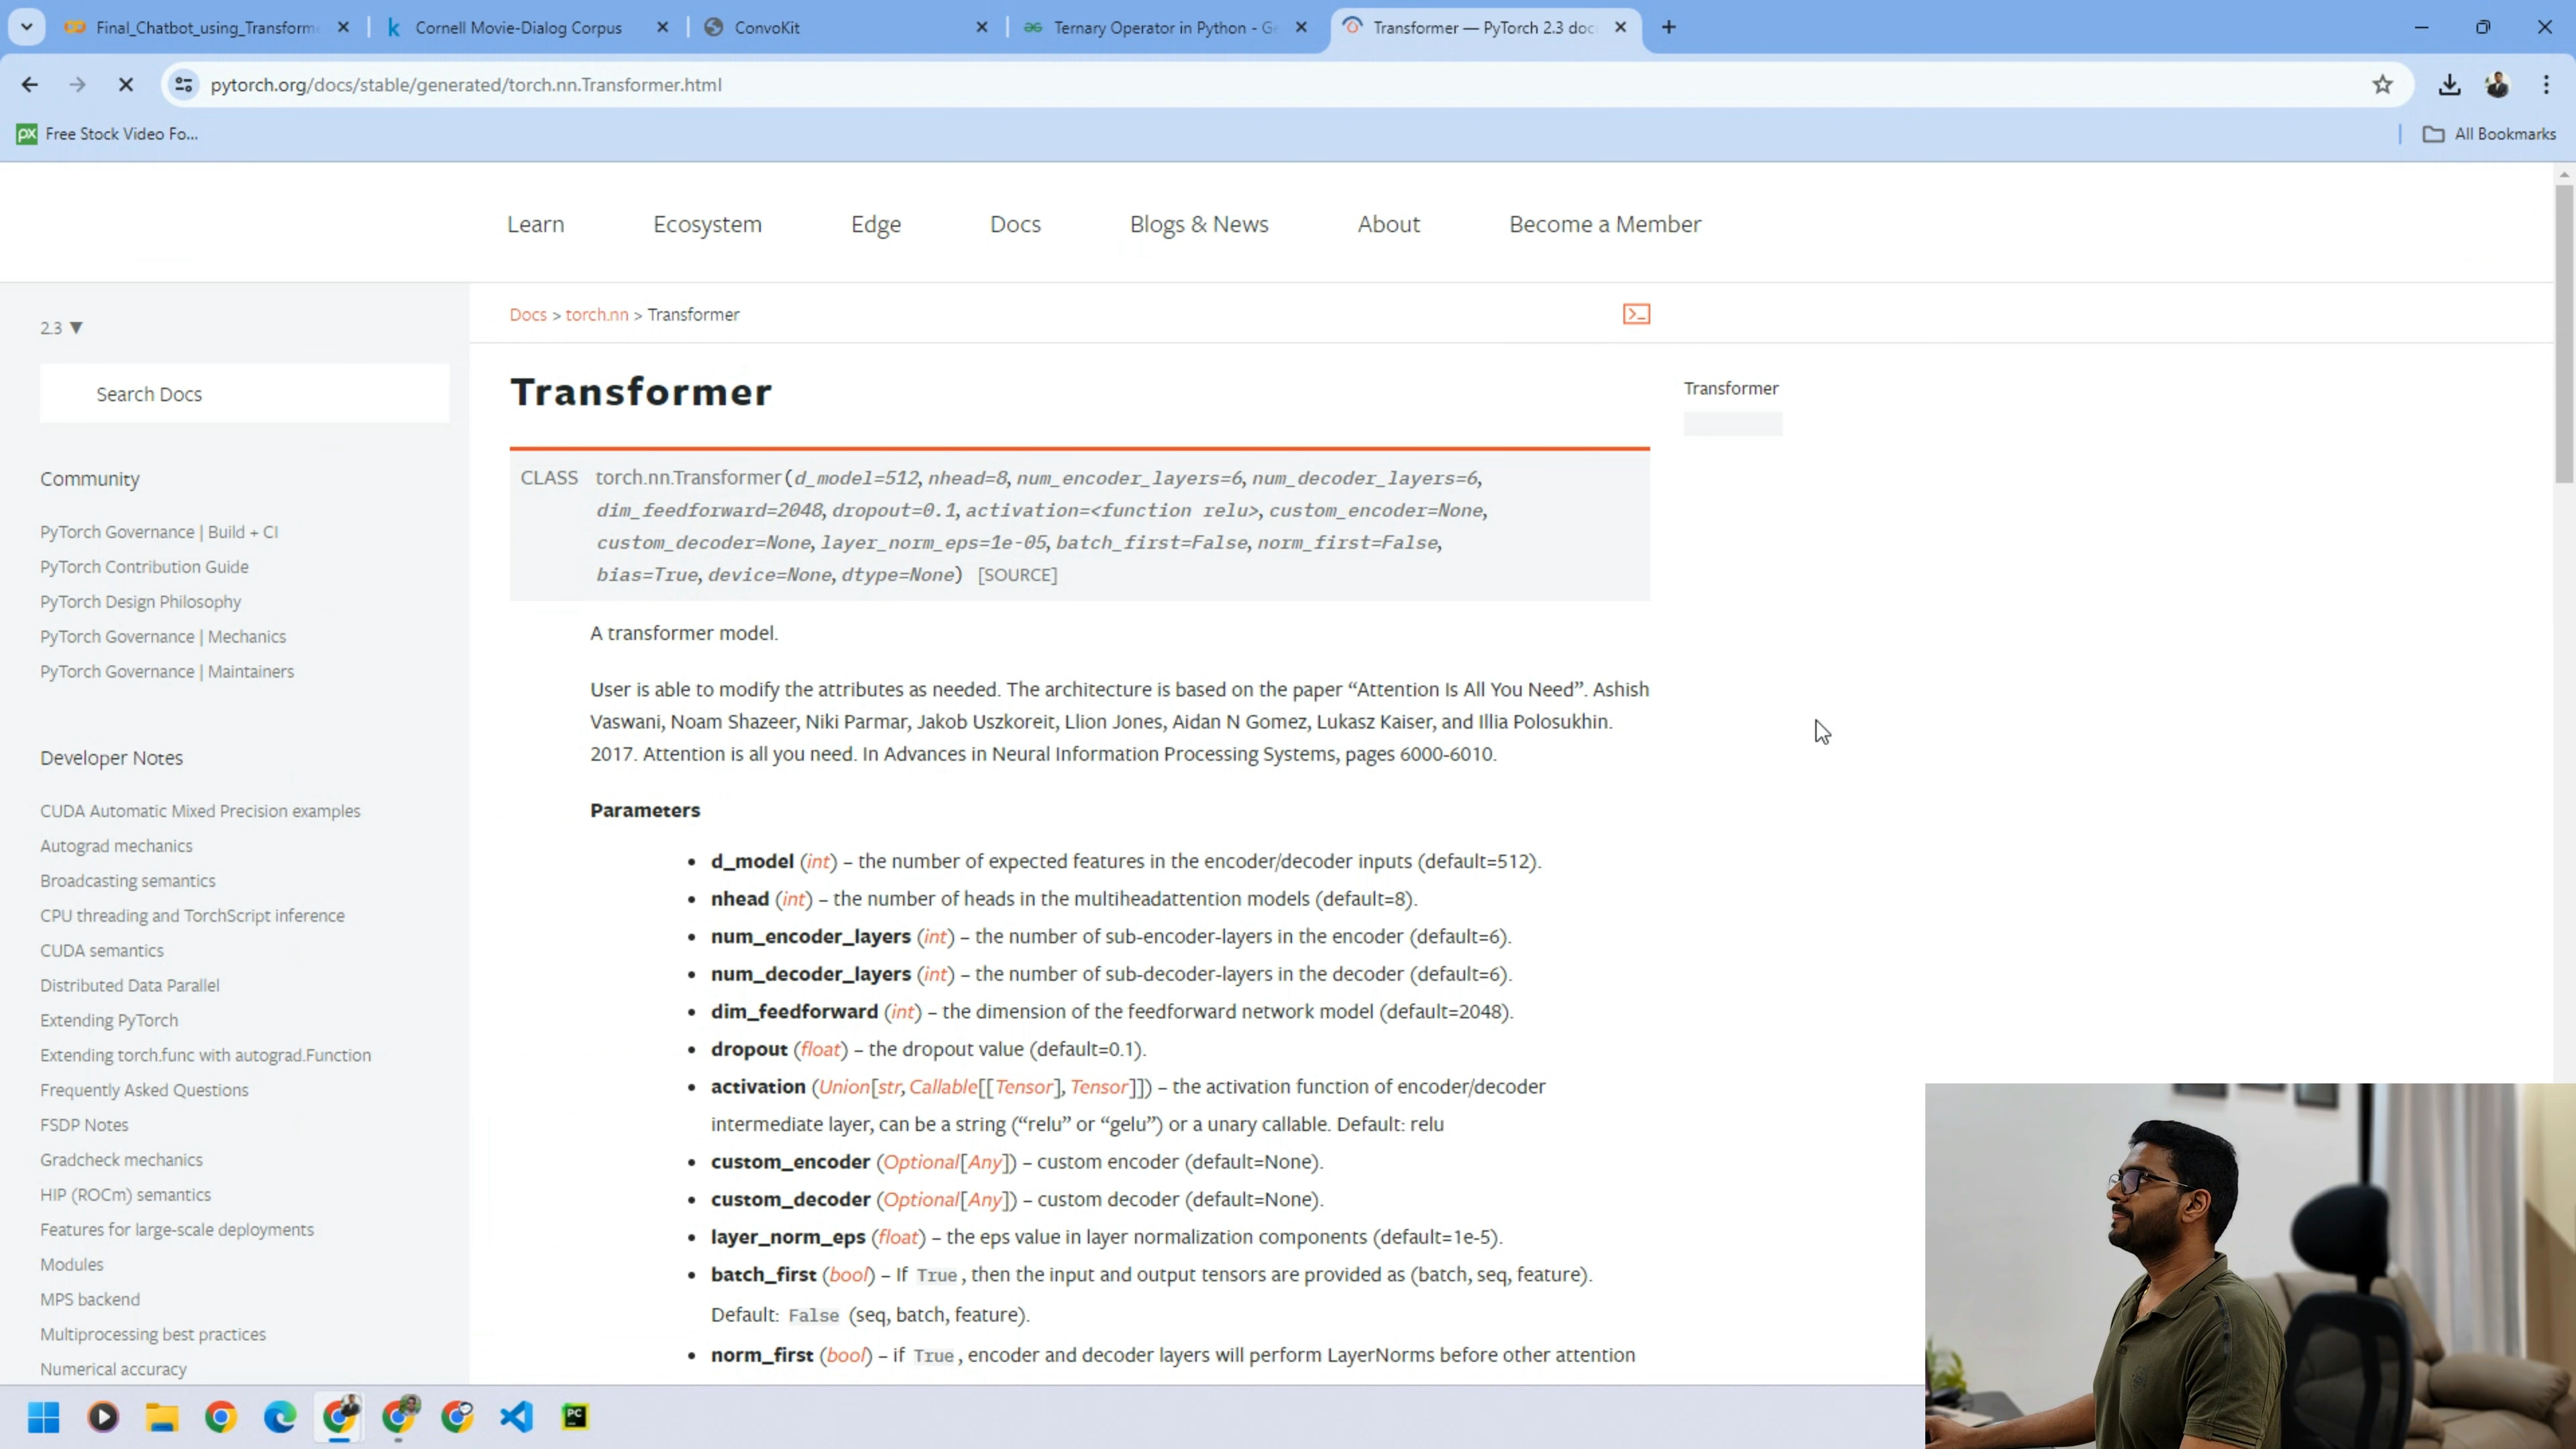 Final_Chatbot_using_Transforme
Cornell Movie-Dialog Corpus
ConvoKit
Ternary Operator in Python - Ge
Transformer — PyTorch 2.3 doc
pytorch.org/docs/stable/generated/torch.nn.Transformer.html
px Free Stock Video Fo...
All Bookmarks
Learn
Ecosystem
Edge
Docs
Blogs & News
About
Become a Member
2.3 ▼
Search Docs
Community
PyTorch Governance | Build + CI
PyTorch Contribution Guide
PyTorch Design Philosophy
PyTorch Governance | Mechanics
PyTorch Governance | Maintainers
Developer Notes
CUDA Automatic Mixed Precision examples
Autograd mechanics
Broadcasting semantics
CPU threading and TorchScript inference
CUDA semantics
Distributed Data Parallel
Extending PyTorch
Extending torch.func with autograd.Function
Frequently Asked Questions
FSDP Notes
Gradcheck mechanics
HIP (ROCm) semantics
Features for large-scale deployments
Modules
MPS backend
Multiprocessing best practices
Numerical accuracy
Docs > torch.nn > Transformer
Transformer
CLASS torch.nn.Transformer(d_model=512, nhead=8, num_encoder_layers=6, num_decoder_layers=6,
dim_feedforward=2048, dropout=0.1, activation=<function relu>, custom_encoder=None,
custom_decoder=None, layer_norm_eps=1e-05, batch_first=False, norm_first=False,
bias=True, device=None, dtype=None) [SOURCE]
A transformer model.
User is able to modify the attributes as needed. The architecture is based on the paper “Attention Is All You Need”. Ashish
Vaswani, Noam Shazeer, Niki Parmar, Jakob Uszkoreit, Llion Jones, Aidan N Gomez, Lukasz Kaiser, and Illia Polosukhin.
2017. Attention is all you need. In Advances in Neural Information Processing Systems, pages 6000-6010.
Parameters
• d_model (int) – the number of expected features in the encoder/decoder inputs (default=512).
• nhead (int) – the number of heads in the multiheadattention models (default=8).
• num_encoder_layers (int) – the number of sub-encoder-layers in the encoder (default=6).
• num_decoder_layers (int) – the number of sub-decoder-layers in the decoder (default=6).
• dim_feedforward (int) – the dimension of the feedforward network model (default=2048).
• dropout (float) – the dropout value (default=0.1).
• activation (Union[str, Callable[[Tensor], Tensor]]) – the activation function of encoder/decoder
intermediate layer, can be a string (“relu” or “gelu”) or a unary callable. Default: relu
• custom_encoder (Optional[Any]) – custom encoder (default=None).
• custom_decoder (Optional[Any]) – custom decoder (default=None).
• layer_norm_eps (float) – the eps value in layer normalization components (default=1e-5).
• batch_first (bool) – If True, then the input and output tensors are provided as (batch, seq, feature).
Default: False (seq, batch, feature).
• norm_first (bool) – if True, encoder and decoder layers will perform LayerNorms before other attention
Transformer
PC